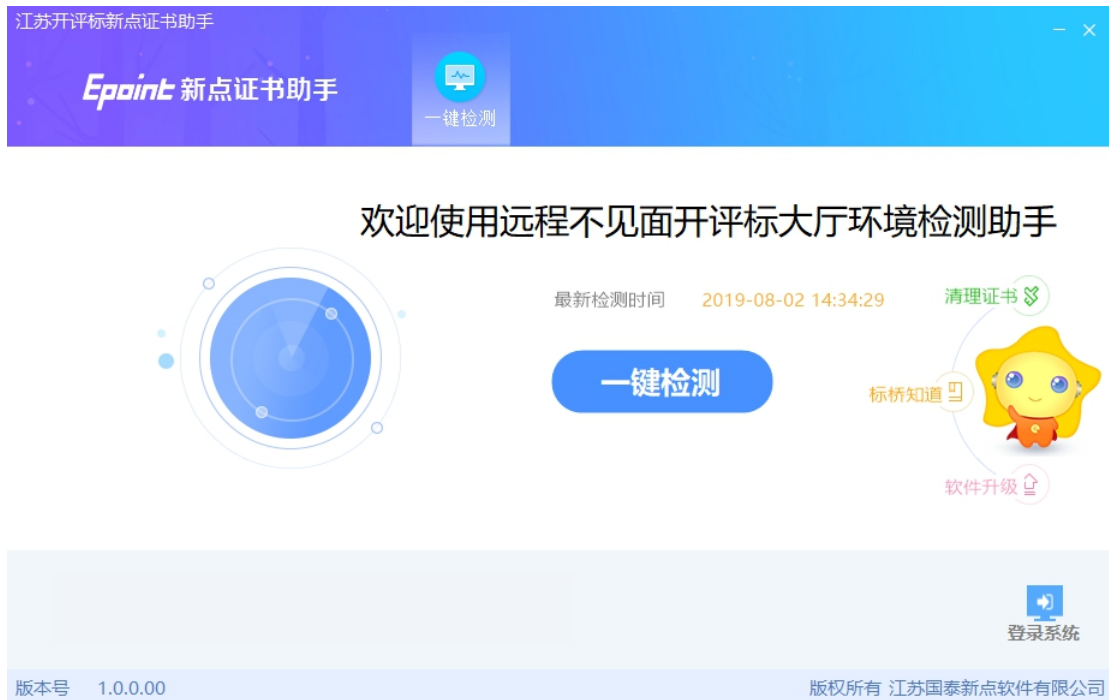 江苏开评标新点证书助手
Epoint 新点证书助手
一键检测
欢迎使用远程不见面开评标大厅环境检测助手
最新检测时间 2019-08-02 14:34:29
清理证书
一键检测
标桥知道
软件升级
登录系统
版本号 1.0.0.00 版权所有 江苏国泰新点软件有限公司